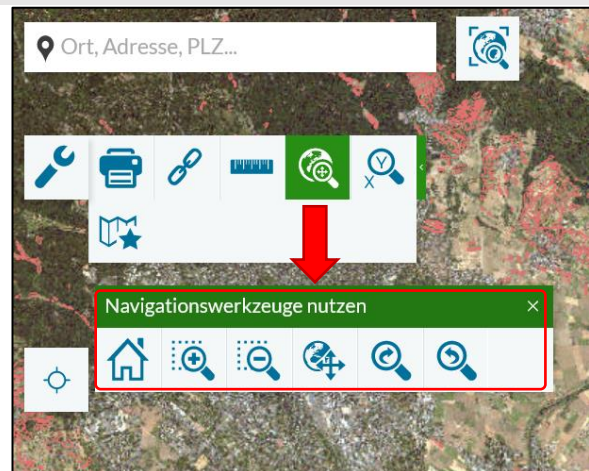 Ort, Adresse, PLZ...
Y
X
Navigationswerkzeuge nutzen